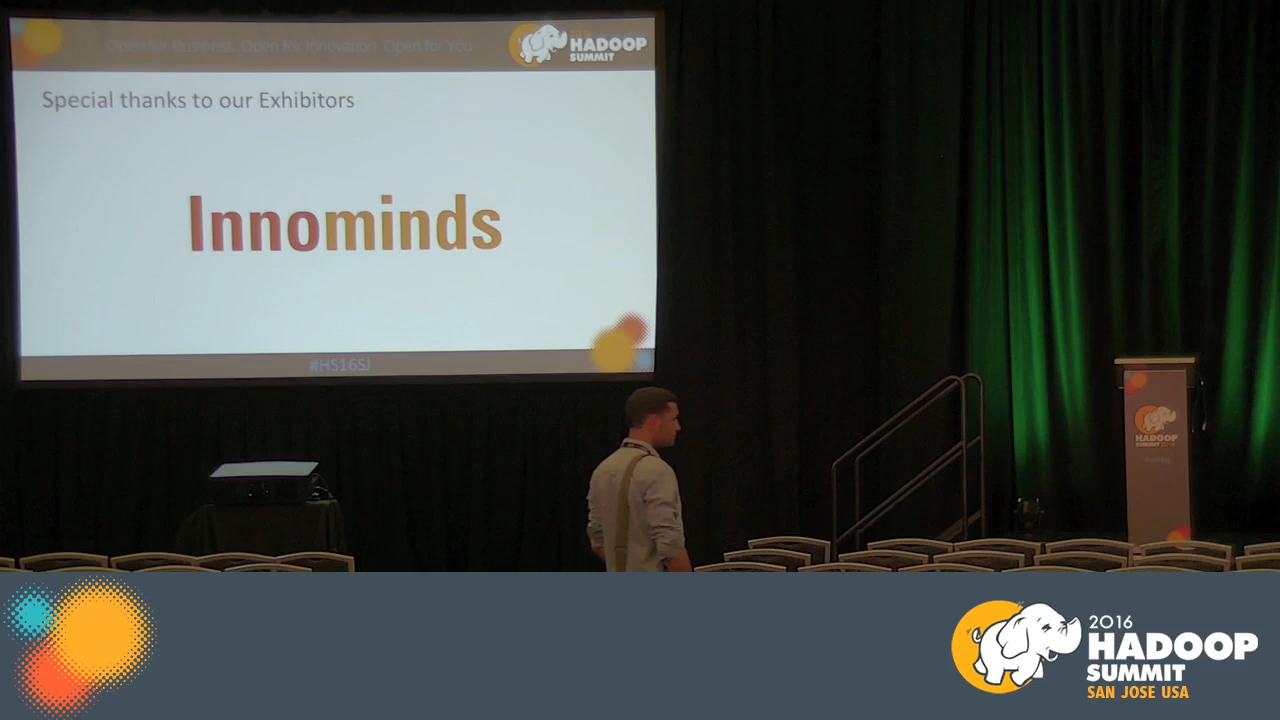 Open for Business. Open for Innovation. Open for You
HADOOP
SUMMIT
Special thanks to our Exhibitors
Innominds
#HS16SJ
HADOOP
SUMMIT
2016
HADOOP
SUMMIT
SAN JOSE USA